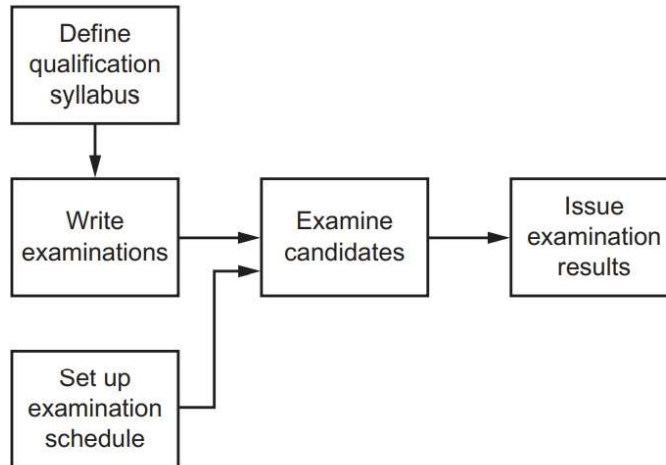 Define
qualification
syllabus
Write
examinations
Examine
candidates
Issue
examination
results
Set up
examination
schedule